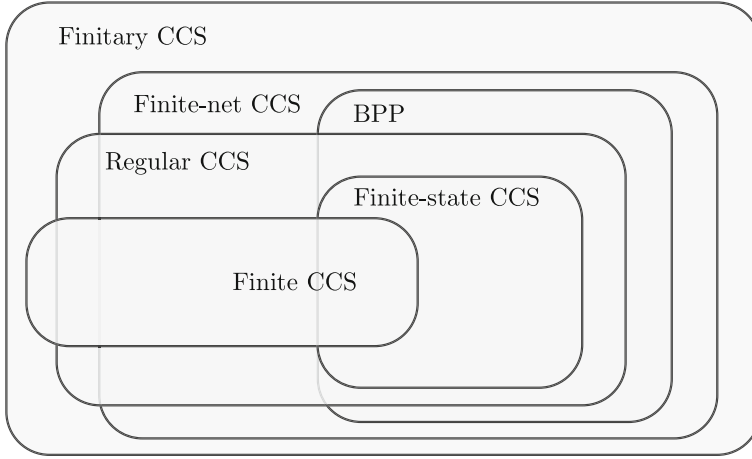 Finitary CCS
Finite-net CCS
BPP
Regular CCS
Finite-state CCS
Finite CCS